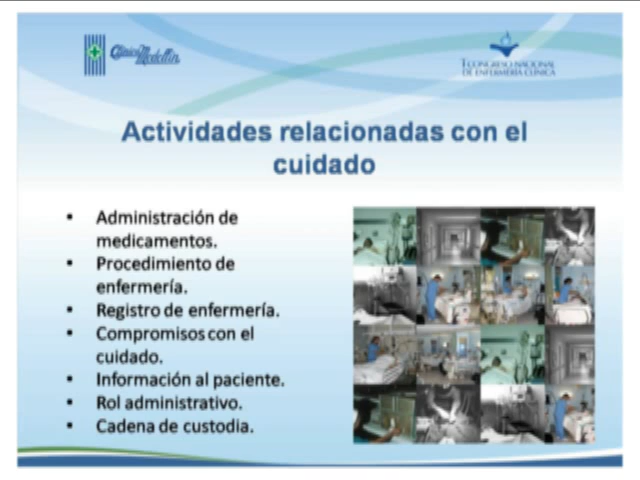 Clínica Medellín
I CONGRESO NACIONAL
DE ENFERMERÍA CLÍNICA
Actividades relacionadas con el
cuidado
• Administración de
medicamentos.
• Procedimiento de
enfermería.
• Registro de enfermería.
• Compromisos con el
cuidado.
• Información al paciente.
• Rol administrativo.
• Cadena de custodia.